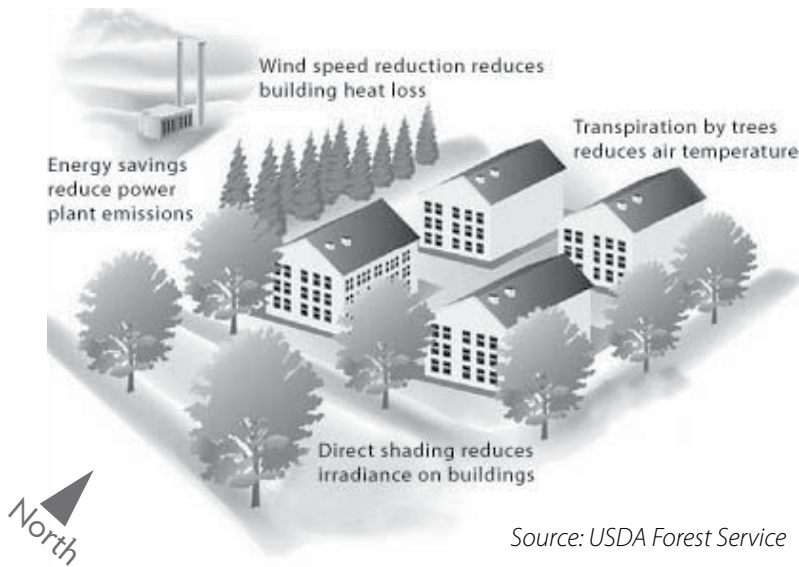 Wind speed reduction reduces
building heat loss
Transpiration by trees
reduces air temperature
Energy savings
reduce power
plant emissions
Direct shading reduces
irradiance on buildings
North
Source: USDA Forest Service